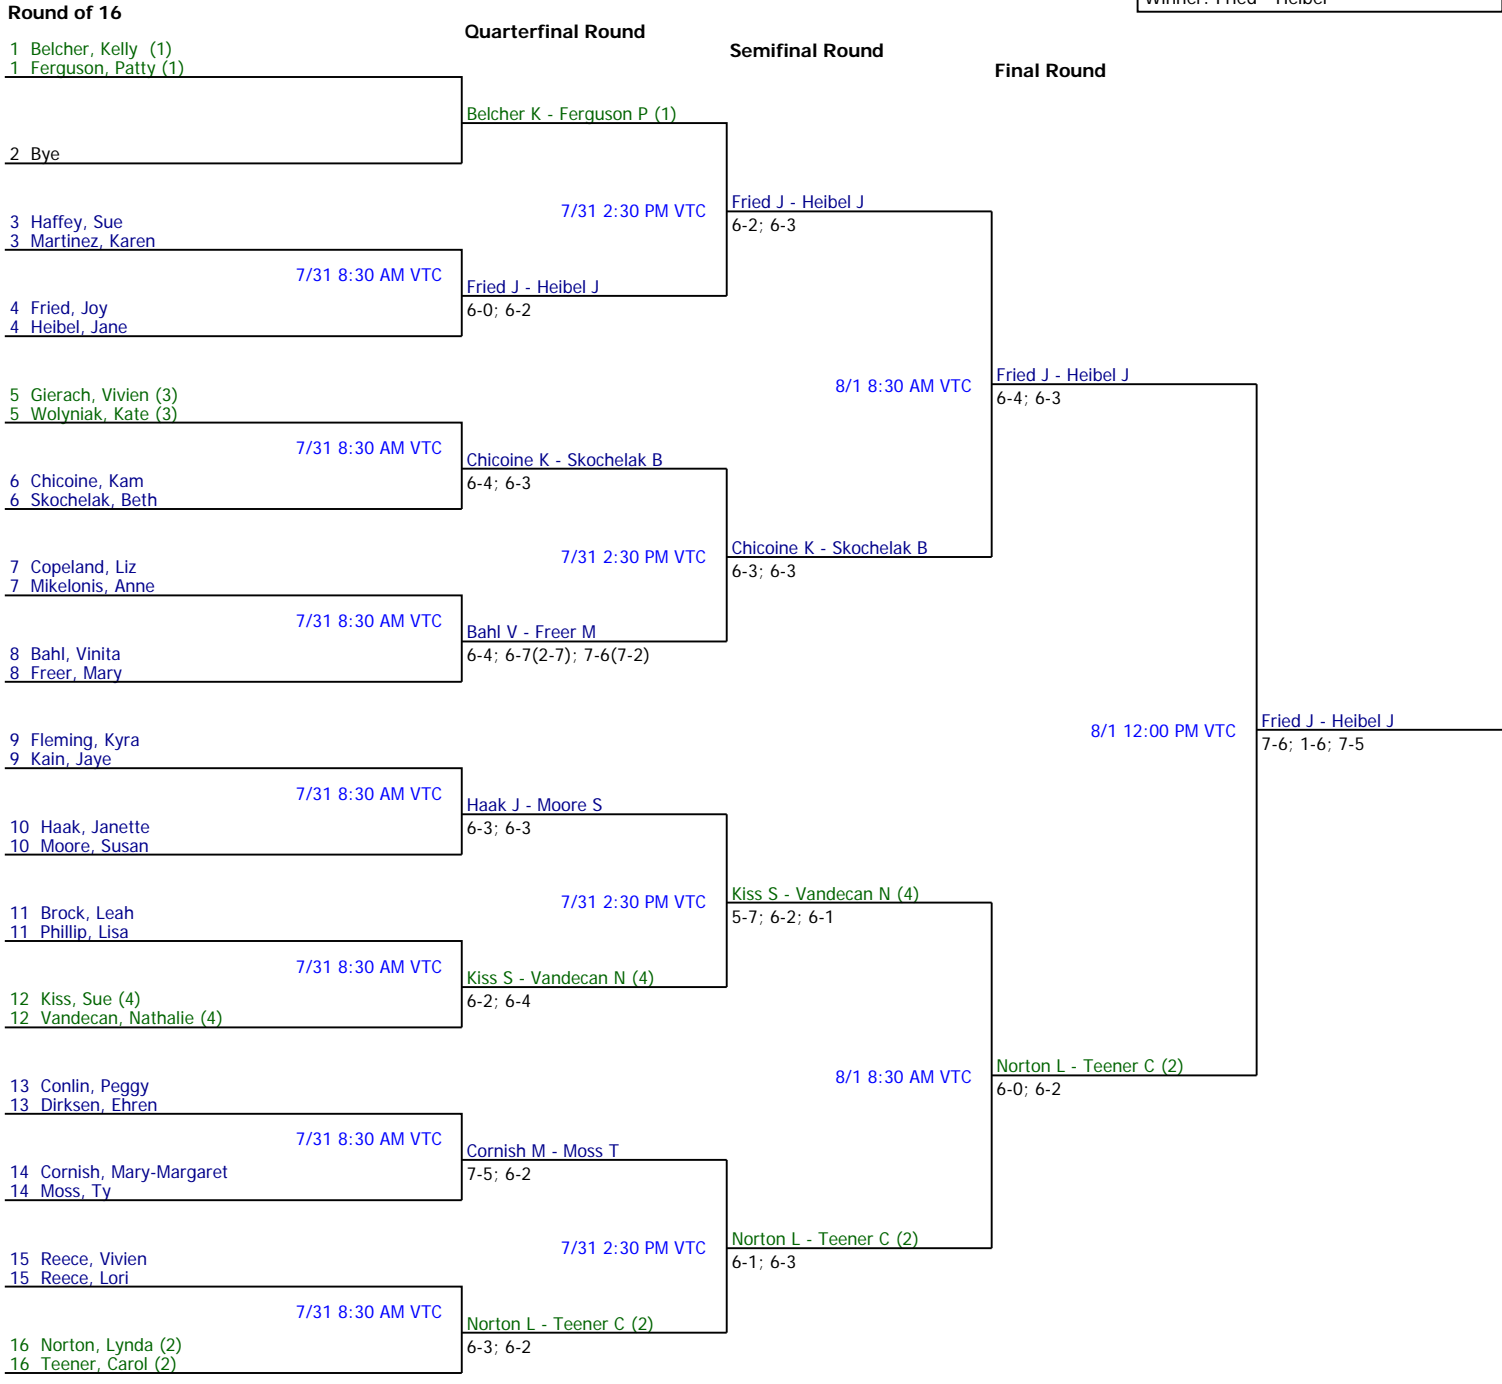 Winner: Fried - Heibel
Round of 16
Quarterfinal Round
Semifinal Round
Final Round
1 Belcher, Kelly (1)
1 Ferguson, Patty (1)
Belcher K - Ferguson P (1)
2 Bye
7/31 2:30 PM VTC
Fried J - Heibel J
6-2; 6-3
3 Haffey, Sue
3 Martinez, Karen
7/31 8:30 AM VTC
Fried J - Heibel J
6-0; 6-2
4 Fried, Joy
4 Heibel, Jane
8/1 8:30 AM VTC
Fried J - Heibel J
6-4; 6-3
5 Gierach, Vivien (3)
5 Wolyniak, Kate (3)
7/31 8:30 AM VTC
Chicoine K - Skochelak B
6-4; 6-3
6 Chicoine, Kam
6 Skochelak, Beth
7/31 2:30 PM VTC
Chicoine K - Skochelak B
6-3; 6-3
7 Copeland, Liz
7 Mikelonis, Anne
7/31 8:30 AM VTC
Bahl V - Freer M
6-4; 6-7(2-7); 7-6(7-2)
8 Bahl, Vinita
8 Freer, Mary
8/1 12:00 PM VTC
Fried J - Heibel J
7-6; 1-6; 7-5
9 Fleming, Kyra
9 Kain, Jaye
7/31 8:30 AM VTC
Haak J - Moore S
6-3; 6-3
10 Haak, Janette
10 Moore, Susan
7/31 2:30 PM VTC
Kiss S - Vandecan N (4)
5-7; 6-2; 6-1
11 Brock, Leah
11 Phillip, Lisa
7/31 8:30 AM VTC
Kiss S - Vandecan N (4)
6-2; 6-4
12 Kiss, Sue (4)
12 Vandecan, Nathalie (4)
8/1 8:30 AM VTC
Norton L - Teener C (2)
6-0; 6-2
13 Conlin, Peggy
13 Dirksen, Ehren
7/31 8:30 AM VTC
Cornish M - Moss T
7-5; 6-2
14 Cornish, Mary-Margaret
14 Moss, Ty
7/31 2:30 PM VTC
Norton L - Teener C (2)
6-1; 6-3
15 Reece, Vivien
15 Reece, Lori
7/31 8:30 AM VTC
Norton L - Teener C (2)
6-3; 6-2
16 Norton, Lynda (2)
16 Teener, Carol (2)